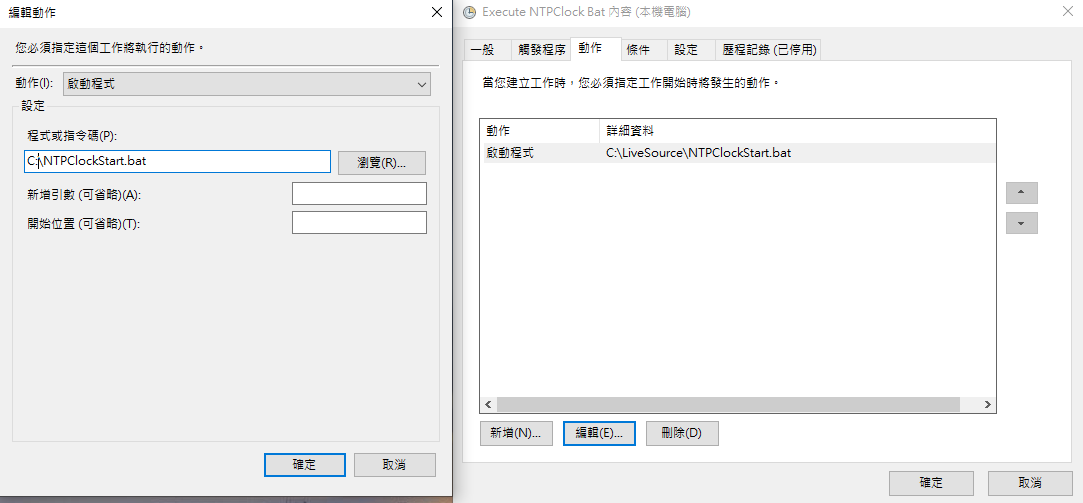 編輯動作
您必須指定這個工作將執行的動作。
動作(I):
啟動程式
設定
程式或指令碼(P):
C:\NTPClockStart.bat
瀏覽(R)...
新增引數 (可省略)(A):
開始位置 (可省略)(T):
確定
取消
Execute NTPClock Bat 內容 (本機電腦)
一般
觸發程序
動作
條件
設定
歷程記錄 (已停用)
當您建立工作時，您必須指定工作開始時將發生的動作。
動作
詳細資料
啟動程式
C:\LiveSource\NTPClockStart.bat
新增(N)...
編輯(E)...
刪除(D)
確定
取消